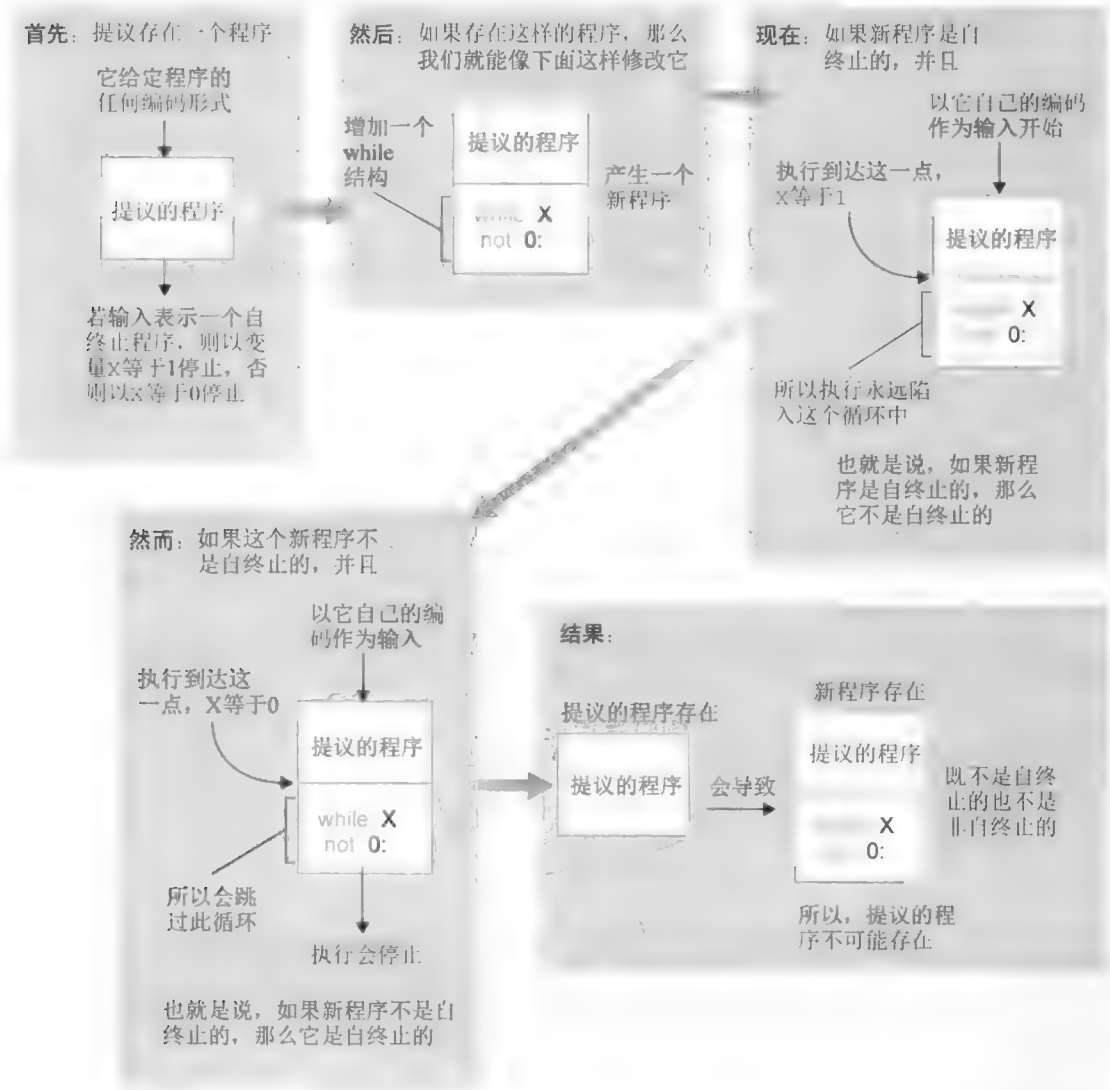 首先：提议存在一个程序
它给定程序的
任何编码形式
提议的程序
若输入表示一个自
终止程序，则以变
量X等于1停止，否
则以x等于0停止
然后：如果存在这样的程序，那么
我们就能像下面这样修改它
增加一个
while
结构
提议的程序
while X
not 0:
产生一个
新程序
现在：如果新程序是自
终止的，并且
以它自己的编码
作为输入开始
执行到达这一点，
X等于1
提议的程序
X
0:
所以执行永远陷
入这个循环中
也就是说，如果新程
序是自终止的，那么
它不是自终止的
然而：如果这个新程序不
是自终止的，并且
以它自己的编
码作为输入
执行到达这
一点，X等于0
提议的程序
while X
not 0:
所以会跳
过此循环
执行会停止
也就是说，如果新程序不是自
终止的，那么它是自终止的
结果：
提议的程序存在
提议的程序
会导致
新程序存在
提议的程序
X
0:
既不是自终
止的也不是
非自终止的
所以，提议的程
序不可能存在